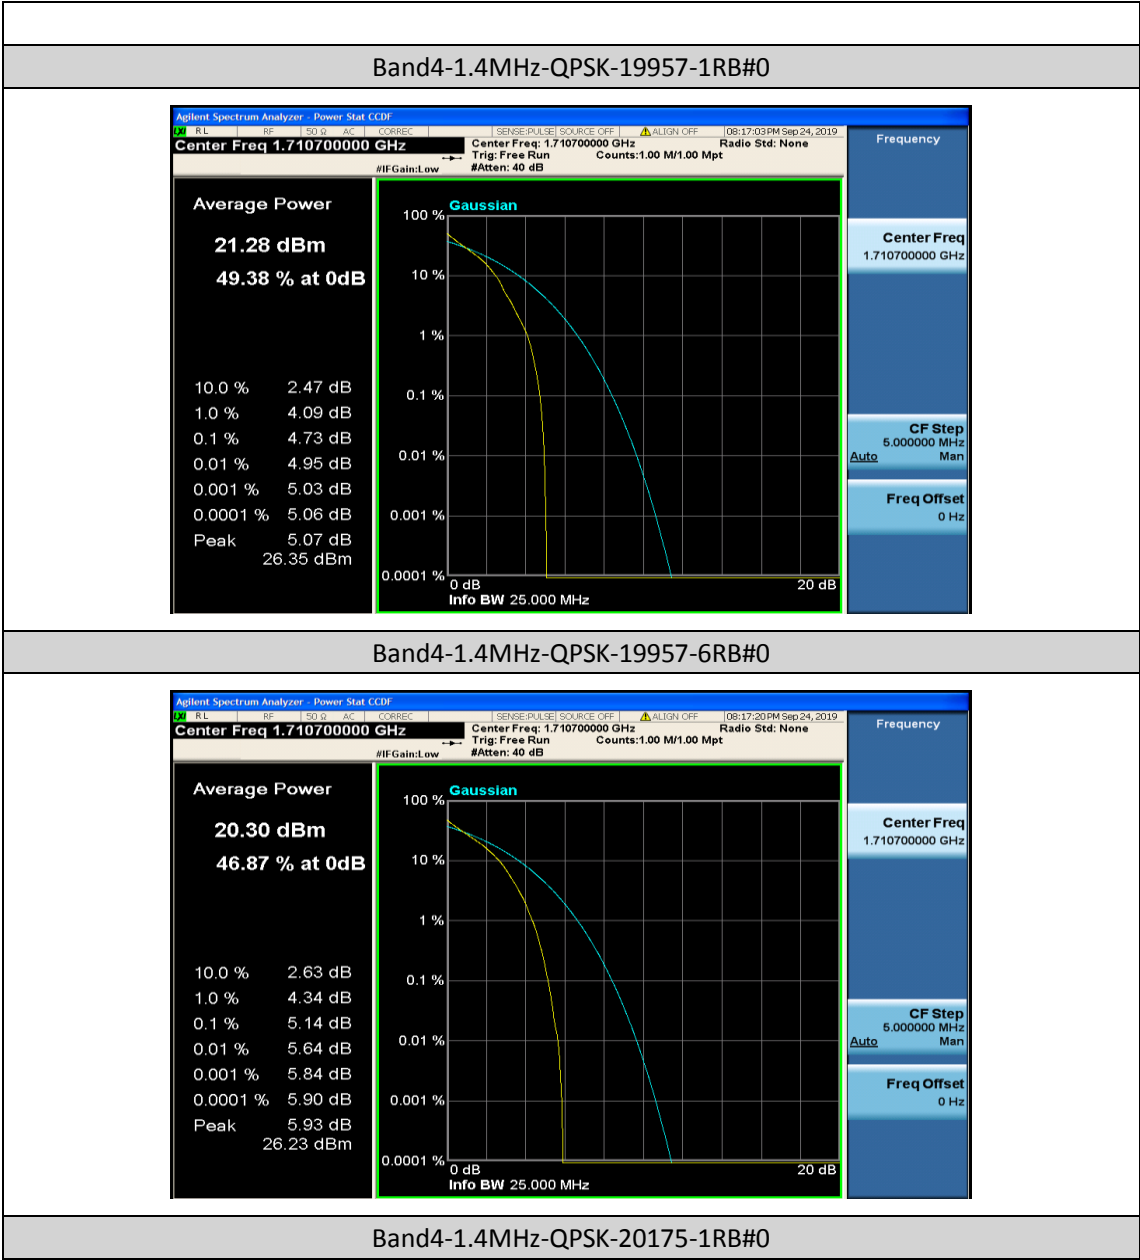 Band4-1.4MHz-QPSK-19957-1RB#0
Agilent Spectrum Analyzer - Power Stat CCDF
LXI RL RF 50 Ω AC CORREC SENSE:PULSE SOURCE OFF ALIGN OFF 08:17:03 PM Sep 24, 2019
Center Freq 1.710700000 GHz
Center Freq: 1.710700000 GHz Radio Std: None
Trig: Free Run Counts:1.00 M/1.00 Mpt
#IFGain:Low #Atten: 40 dB
Frequency
Average Power
21.28 dBm
49.38 % at 0dB
10.0 % 2.47 dB
1.0 % 4.09 dB
0.1 % 4.73 dB
0.01 % 4.95 dB
0.001 % 5.03 dB
0.0001 % 5.06 dB
Peak 5.07 dB
26.35 dBm
Gaussian
100 %
10 %
1 %
0.1 %
0.01 %
0.001 %
0.0001 %
0 dB 20 dB
Info BW 25.000 MHz
Center Freq
1.710700000 GHz
CF Step
5.000000 MHz
Auto Man
Freq Offset
0 Hz
Band4-1.4MHz-QPSK-19957-6RB#0
Agilent Spectrum Analyzer - Power Stat CCDF
LXI RL RF 50 Ω AC CORREC SENSE:PULSE SOURCE OFF ALIGN OFF 08:17:20 PM Sep 24, 2019
Center Freq 1.710700000 GHz
Center Freq: 1.710700000 GHz Radio Std: None
Trig: Free Run Counts:1.00 M/1.00 Mpt
#IFGain:Low #Atten: 40 dB
Frequency
Average Power
20.30 dBm
46.87 % at 0dB
10.0 % 2.63 dB
1.0 % 4.34 dB
0.1 % 5.14 dB
0.01 % 5.64 dB
0.001 % 5.84 dB
0.0001 % 5.90 dB
Peak 5.93 dB
26.23 dBm
Gaussian
100 %
10 %
1 %
0.1 %
0.01 %
0.001 %
0.0001 %
0 dB 20 dB
Info BW 25.000 MHz
Center Freq
1.710700000 GHz
CF Step
5.000000 MHz
Auto Man
Freq Offset
0 Hz
Band4-1.4MHz-QPSK-20175-1RB#0